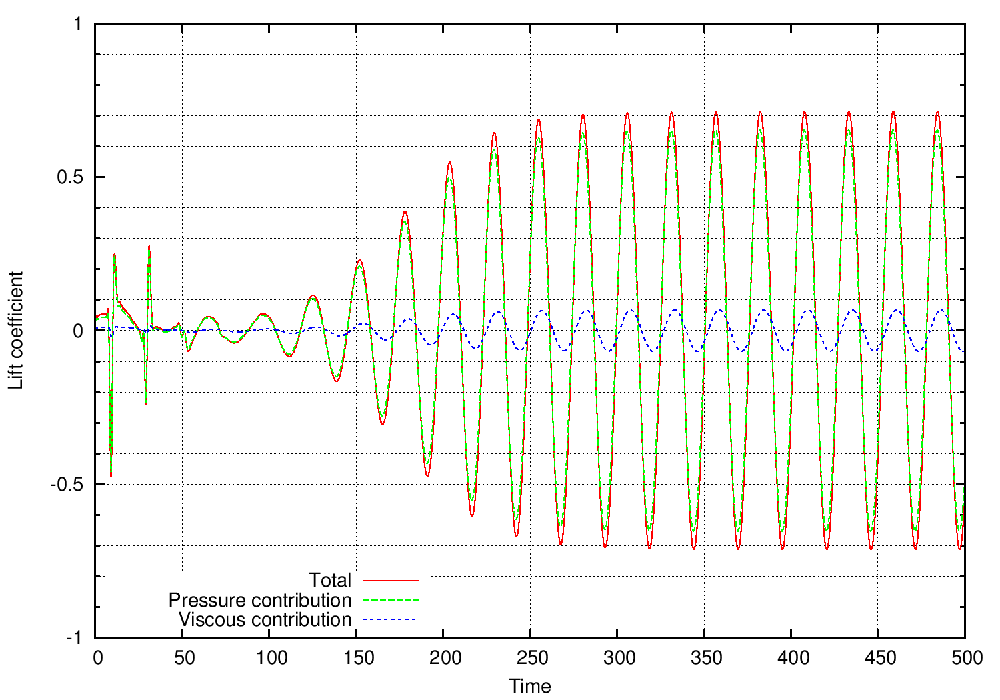 1
0.5
0
-0.5
-1
Lift coefficient
Total
Pressure contribution
Viscous contribution
0 50 100 150 200 250 300 350 400 450 500
Time